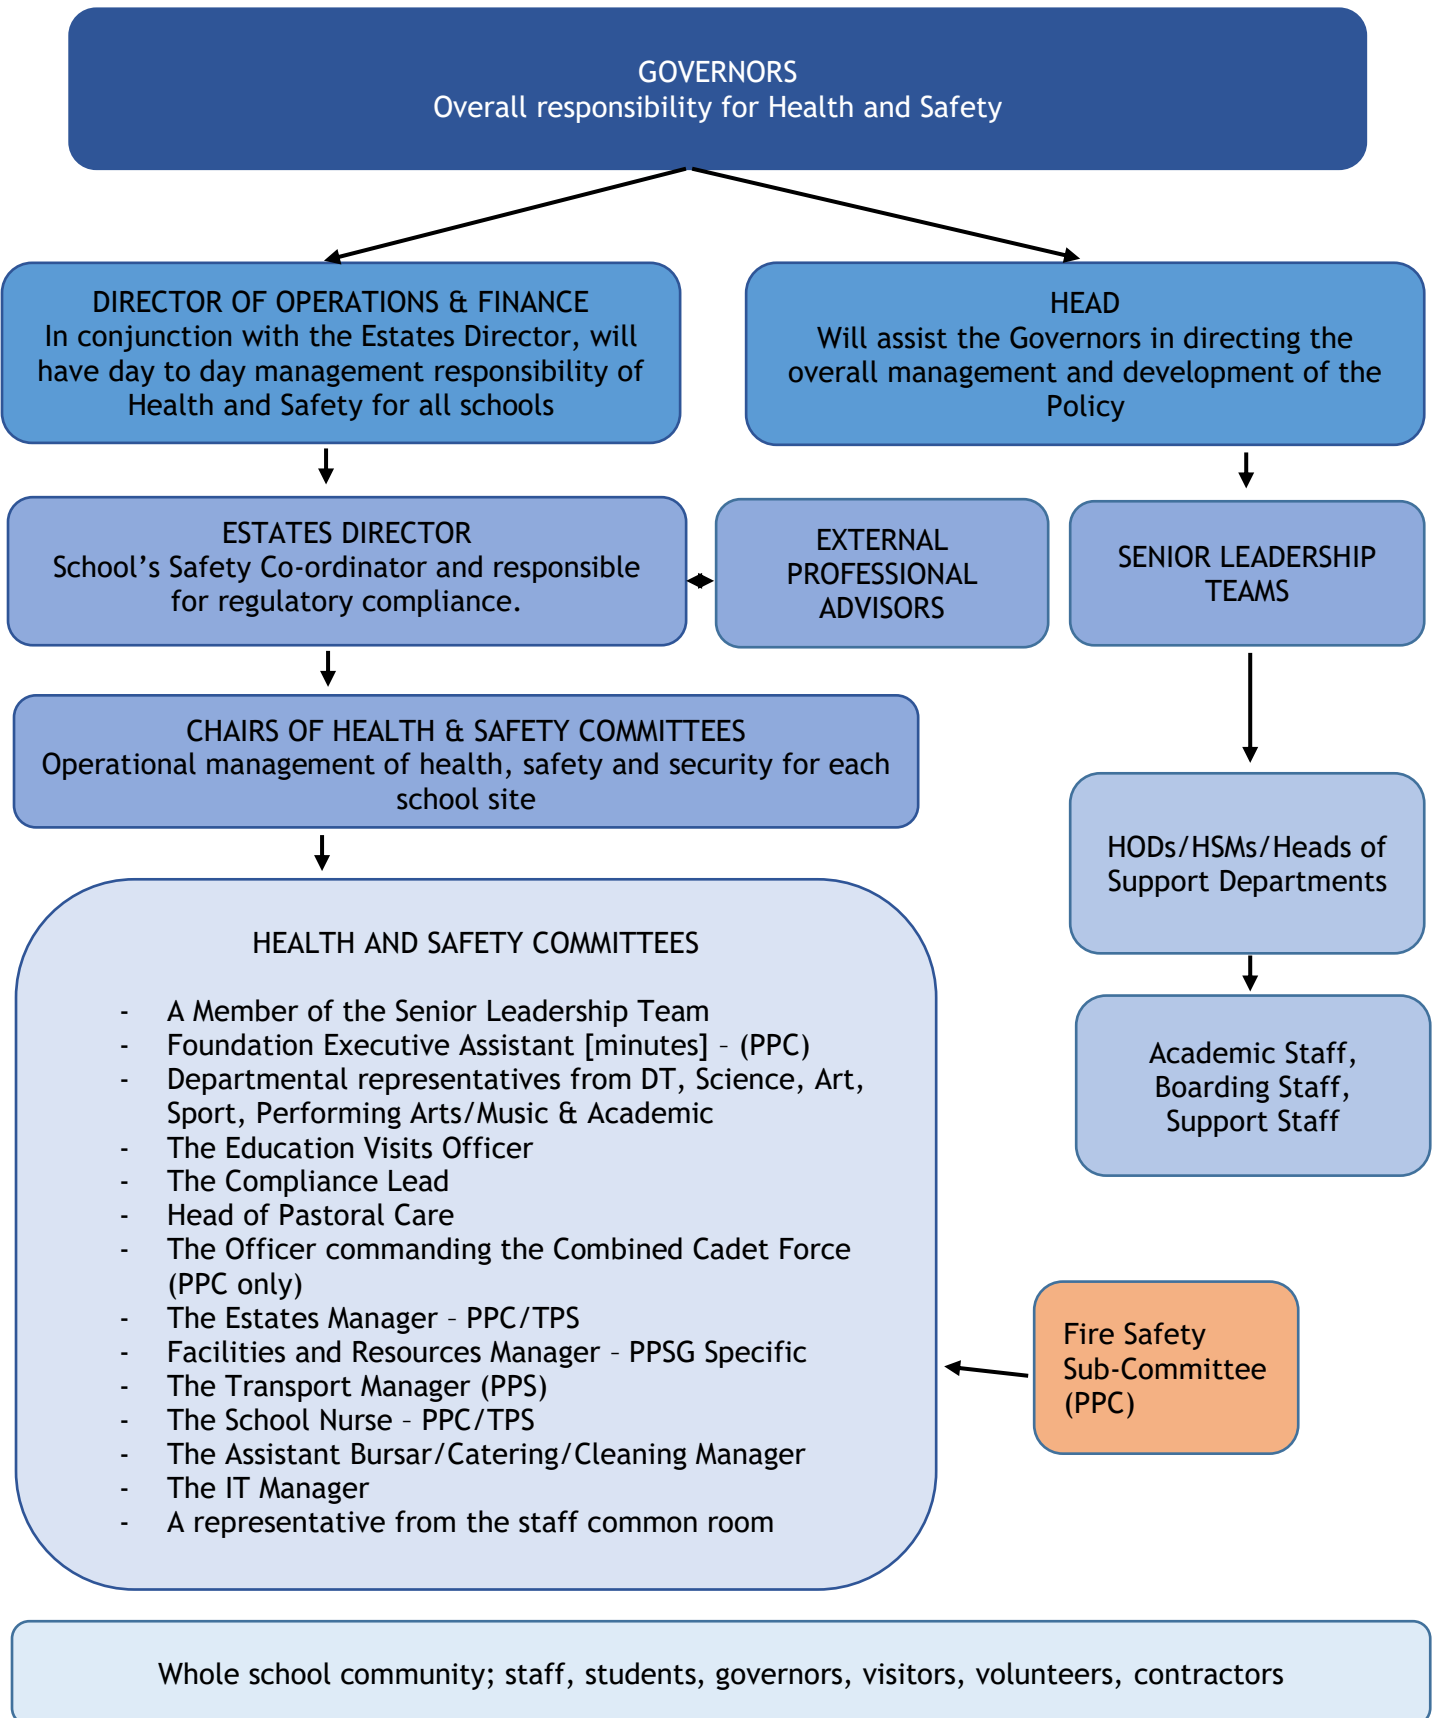 GOVERNORS
Overall responsibility for Health and Safety
DIRECTOR OF OPERATIONS & FINANCE
In conjunction with the Estates Director, will
have day to day management responsibility of
Health and Safety for all schools
HEAD
Will assist the Governors in directing the
overall management and development of the
Policy
ESTATES DIRECTOR
School’s Safety Co-ordinator and responsible
for regulatory compliance.
EXTERNAL
PROFESSIONAL
ADVISORS
SENIOR LEADERSHIP
TEAMS
CHAIRS OF HEALTH & SAFETY COMMITTEES
Operational management of health, safety and security for each
school site
HODs/HSMs/Heads of
Support Departments
HEALTH AND SAFETY COMMITTEES
- A Member of the Senior Leadership Team
- Foundation Executive Assistant [minutes] – (PPC)
- Departmental representatives from DT, Science, Art,
Sport, Performing Arts/Music & Academic
- The Education Visits Officer
- The Compliance Lead
- Head of Pastoral Care
- The Officer commanding the Combined Cadet Force
(PPC only)
- The Estates Manager – PPC/TPS
- Facilities and Resources Manager – PPSG Specific
- The Transport Manager (PPS)
- The School Nurse – PPC/TPS
- The Assistant Bursar/Catering/Cleaning Manager
- The IT Manager
- A representative from the staff common room
Academic Staff,
Boarding Staff,
Support Staff
Fire Safety
Sub-Committee
(PPC)
Whole school community; staff, students, governors, visitors, volunteers, contractors